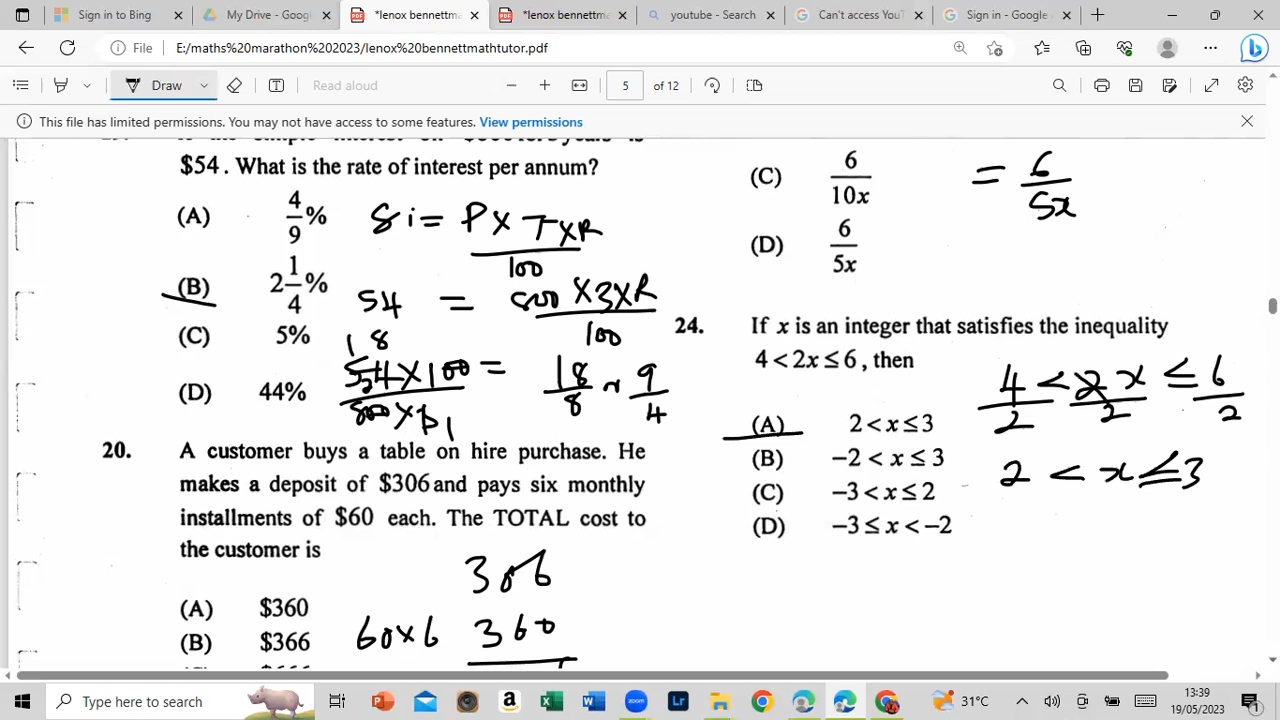 Sign in to Bing
My Drive - Google
*lenox bennettmat
*lenox bennettma
youtube - Search
Can't access YouT
Sign in - Google
File
E:/maths%20marathon%202023/lenox%20bennettmathtutor.pdf
Draw
Read aloud
5
of 12
This file has limited permissions. You may not have access to some features. View permissions
$54. What is the rate of interest per annum?
(A) 4/9%
(B) 2 1/4%
(C) 5%
(D) 44%
Si = P x T x R
100
54 = 800 x 3 x R
100
18
54 x 100 =
18/8
9/4
20. A customer buys a table on hire purchase. He
makes a deposit of $306 and pays six monthly
installments of $60 each. The TOTAL cost to
the customer is
306
(A) $360
(B) $366
60x6 360
(C) 6/10x
(D) 6/5x
= 6/5x
24. If x is an integer that satisfies the inequality
4 < 2x ≤ 6, then
(A) 2 < x ≤ 3
(B) −2 < x ≤ 3
(C) −3 < x ≤ 2
(D) −3 ≤ x < −2
4/2 < 2x/2 ≤ 6/2
2 < x ≤ 3
Type here to search
zoom
Lr
31°C
13:39
19/05/2023